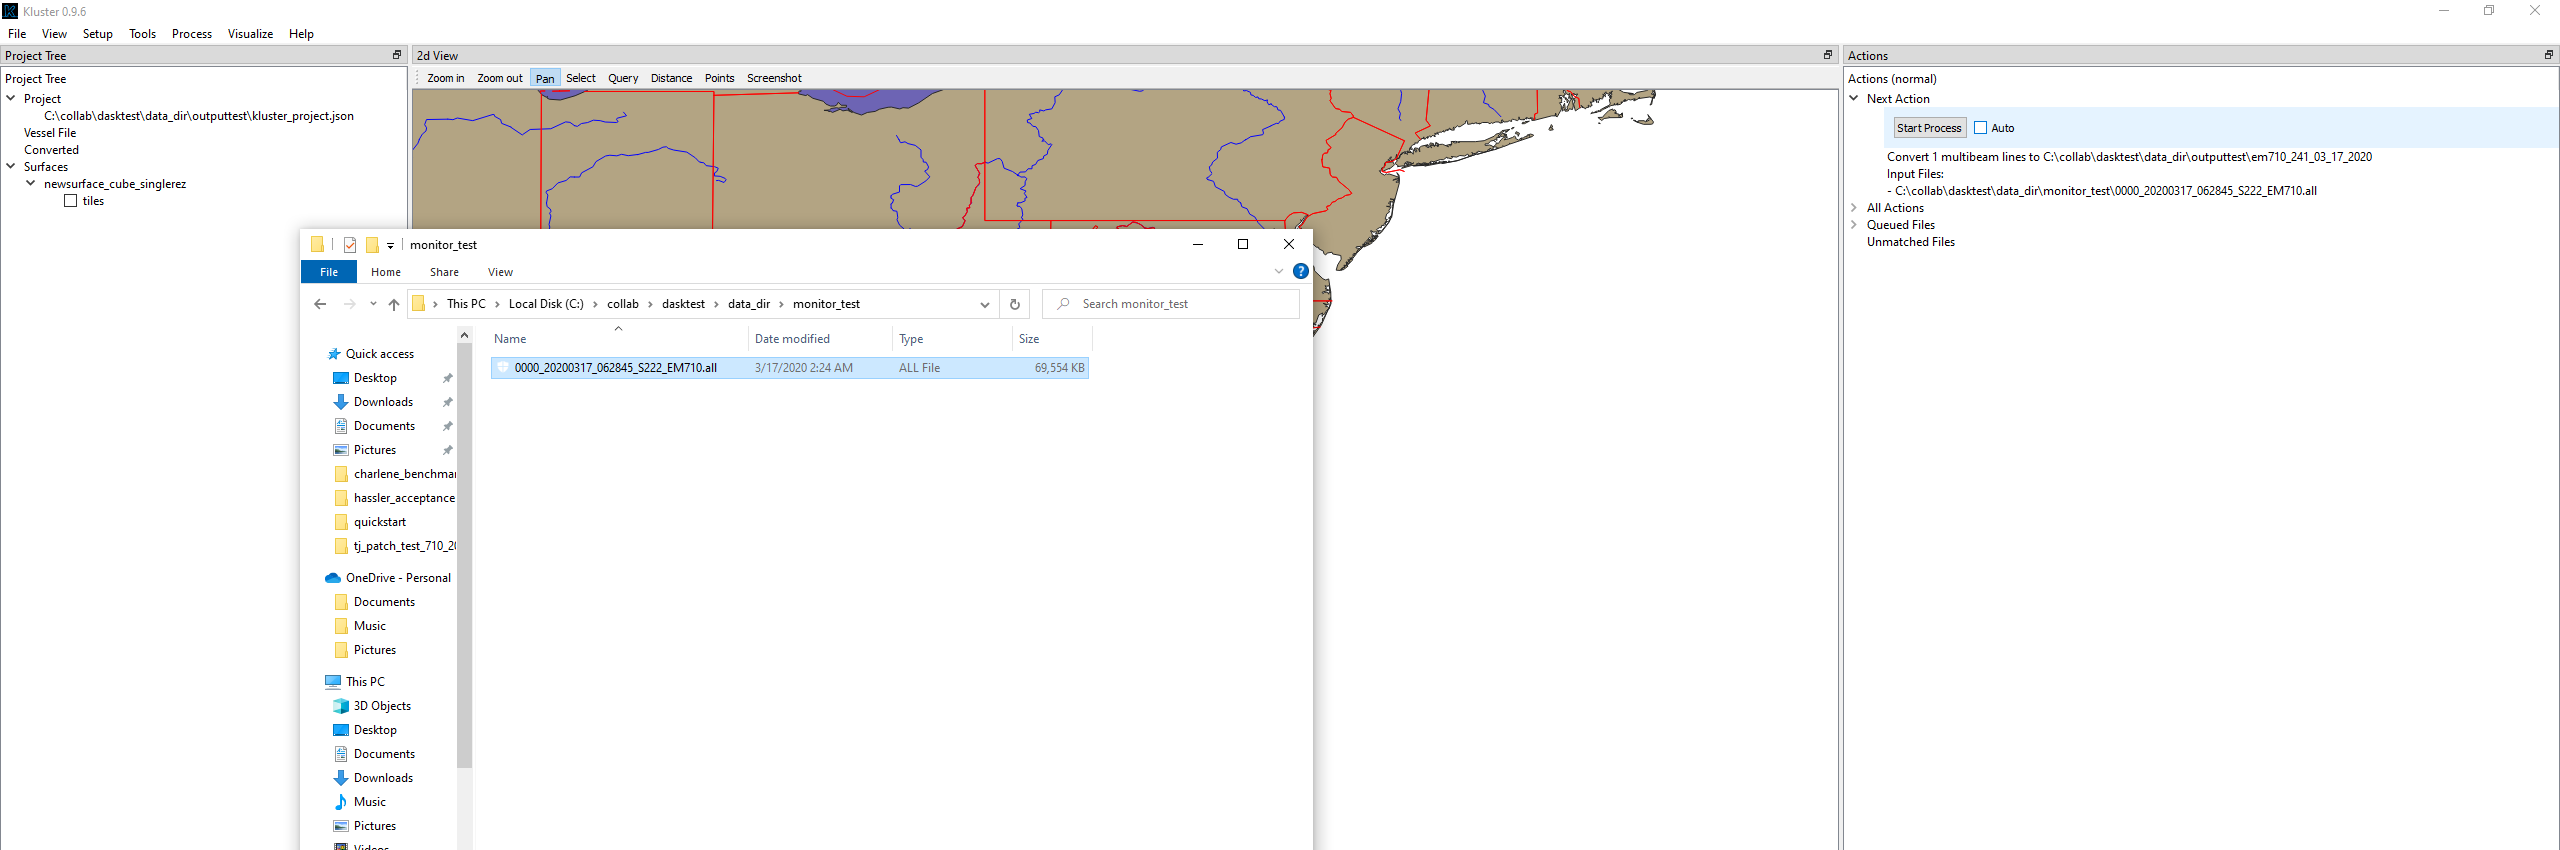 Kluster 0.9.6
File View Setup Tools Process Visualize Help
Project Tree
Project Tree
Project
C:\collab\dasktest\data_dir\outputtest\kluster_project.json
Vessel File
Converted
Surfaces
newsurface_cube_singlerez
tiles
2d View
Zoom in Zoom out Pan Select Query Distance Points Screenshot
Actions
Actions (normal)
Next Action
Start Process Auto
Convert 1 multibeam lines to C:\collab\dasktest\data_dir\outputtest\em710_241_03_17_2020
Input Files:
- C:\collab\dasktest\data_dir\monitor_test\0000_20200317_062845_S222_EM710.all
All Actions
Queued Files
Unmatched Files
monitor_test
File Home Share View
This PC Local Disk (C:) collab dasktest data_dir monitor_test
Search monitor_test
Name Date modified Type Size
0000_20200317_062845_S222_EM710.all 3/17/2020 2:24 AM ALL File 69,554 KB
Quick access
Desktop
Downloads
Documents
Pictures
charlene_benchmar
hassler_acceptance
quickstart
tj_patch_test_710_20
OneDrive - Personal
Documents
Music
Pictures
This PC
3D Objects
Desktop
Documents
Downloads
Music
Pictures
Videos